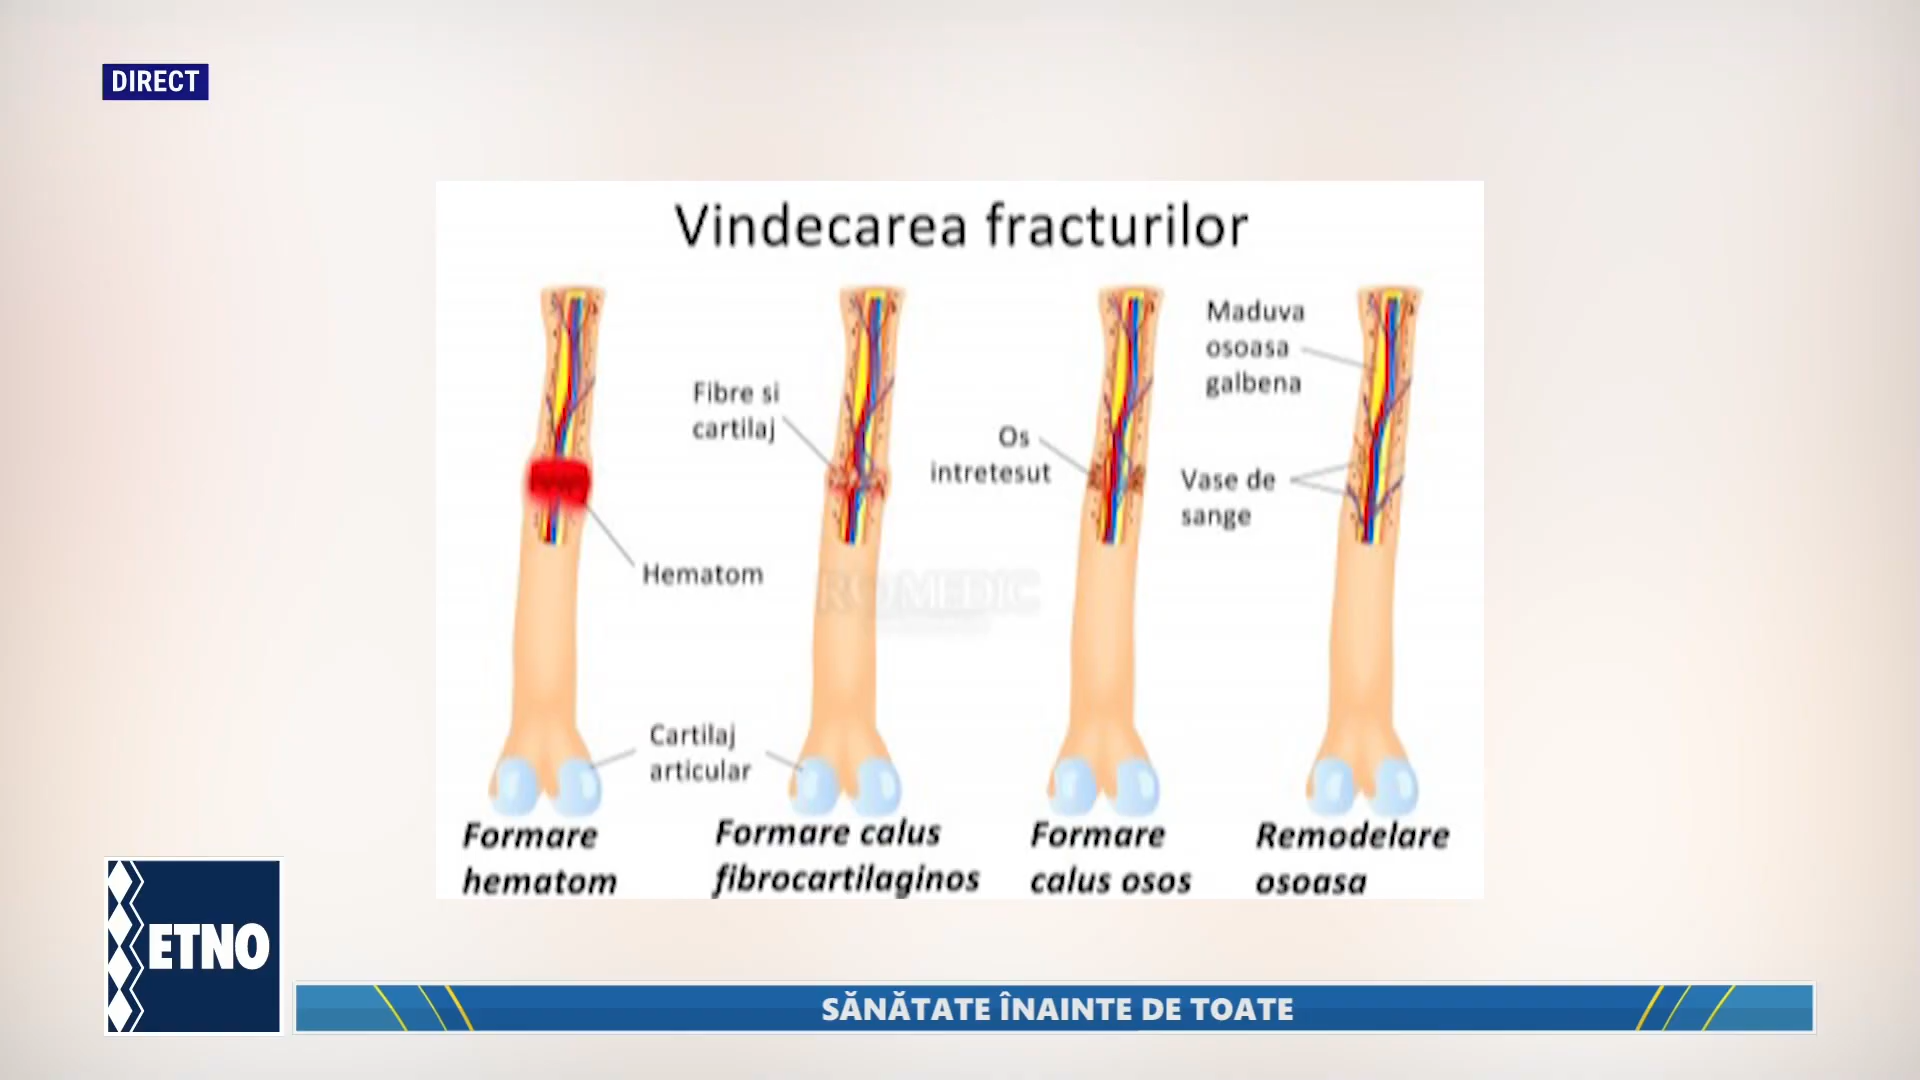 DIRECT
Vindecarea fracturilor
Maduva
osoasa
galbena
Fibre si
cartilaj
Os
intretesut
Vase de
sange
Hematom
ROMEDIC
Cartilaj
articular
Formare
hematom
Formare calus
fibrocartilaginos
Formare
calus osos
Remodelare
osoasa
ETNO
SĂNĂTATE ÎNAINTE DE TOATE